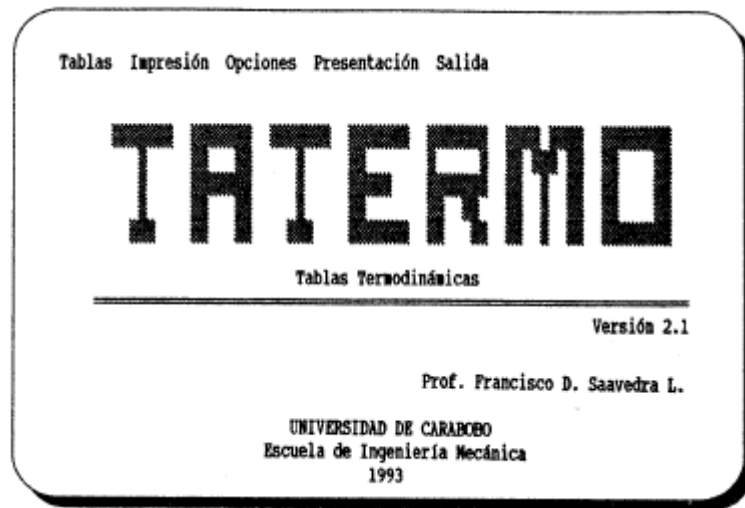 Tablas Impresión Opciones Presentación Salida
TATERMO
Tablas Termodinámicas
Versión 2.1
Prof. Francisco D. Saavedra L.
UNIVERSIDAD DE CARABOBO
Escuela de Ingeniería Mecánica
1993